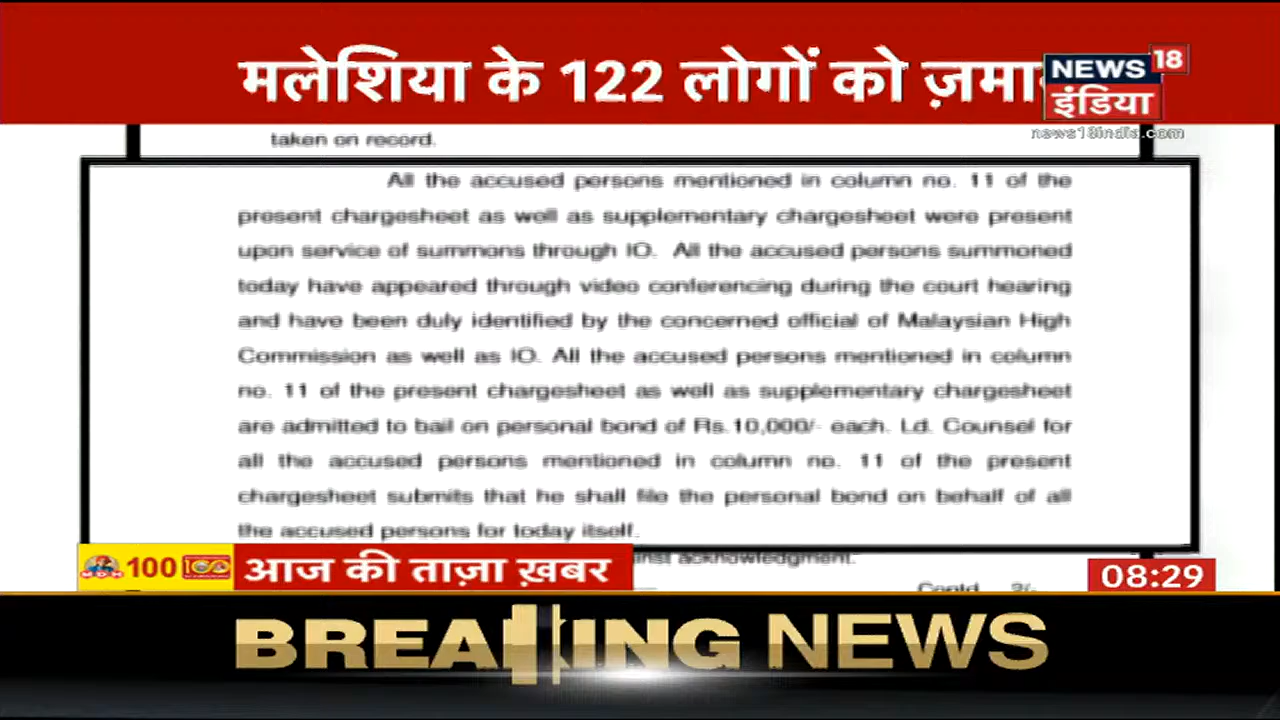 मलेशिया के 122 लोगों को
NEWS 18
इंडिया
news18india.com
taken on record.
All the accused persons mentioned in column no. 11 of the
present chargesheet as well as supplementary chargesheet were present
upon service of summons through IO. All the accused persons summoned
today have appeared through video conferencing during the court hearing
and have been duly identified by the concerned official of Malaysian High
Commission as well as IO. All the accused persons mentioned in column
no. 11 of the present chargesheet as well as supplementary chargesheet
are admitted to bail on personal bond of Rs.10,000/- each. Ld. Counsel for
all the accused persons mentioned in column no. 11 of the present
chargesheet submits that he shall file the personal bond on behalf of all
the accused persons for today itself.
acknowledgment.
MDH 100
आज की ताज़ा ख़बर
08:29
BREAKING NEWS